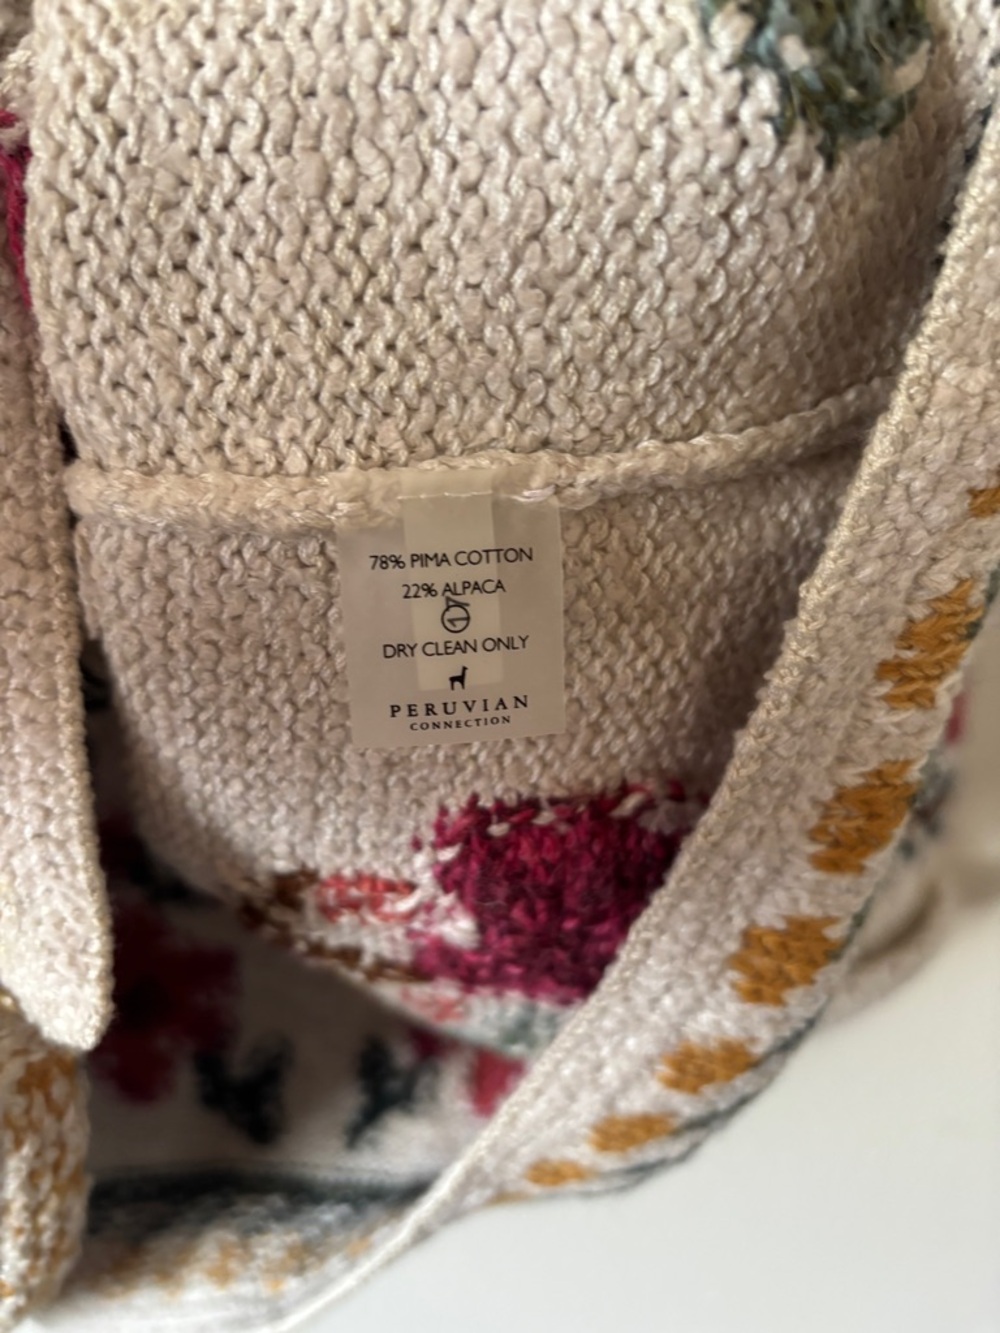 78% PIMA COTTON
22% ALPACA
DRY CLEAN ONLY
PERUVIAN
CONNECTION